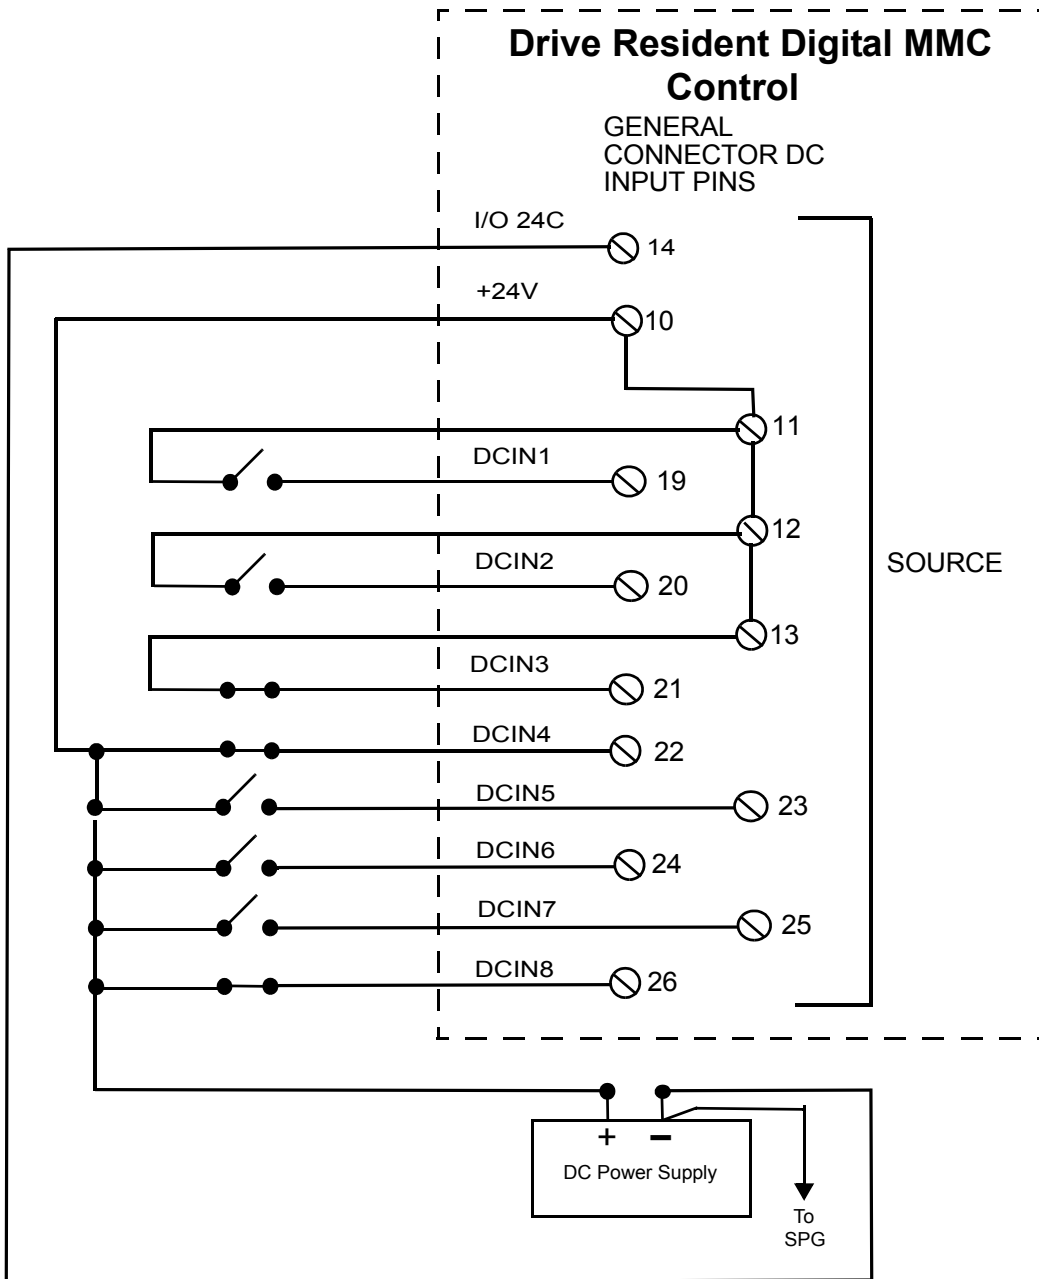 Drive Resident Digital MMC
Control
GENERAL
CONNECTOR DC
INPUT PINS
I/O 24C
14
+24V
10
11
DCIN1
19
12
DCIN2
20
SOURCE
13
DCIN3
21
DCIN4
22
DCIN5
23
DCIN6
24
DCIN7
25
DCIN8
26
+ −
DC Power Supply
To
SPG